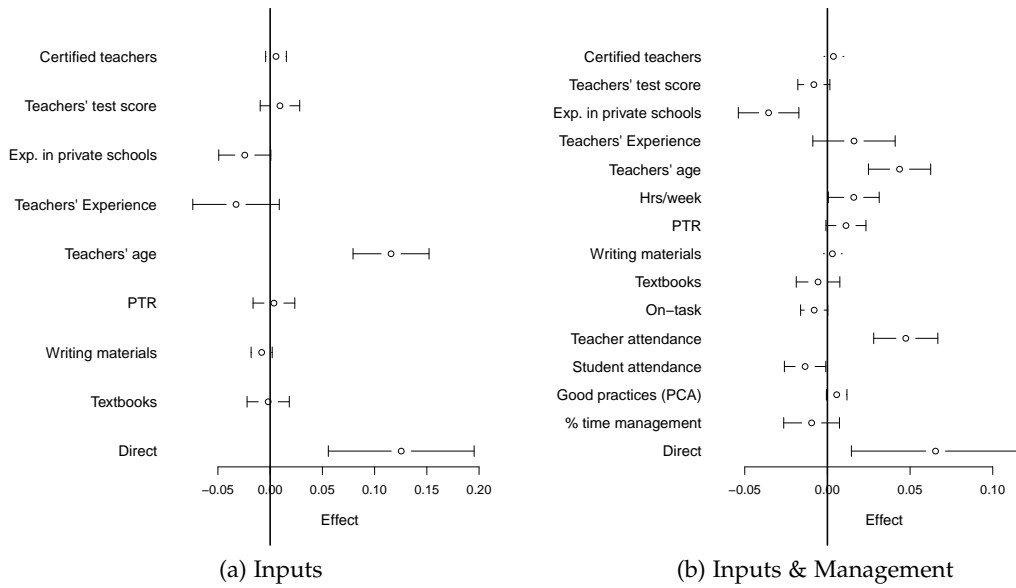 Certified teachers
Teachers' test score
Exp. in private schools
Teachers' Experience
Teachers' age
PTR
Writing materials
Textbooks
Direct
−0.05 0.00 0.05 0.10 0.15 0.20
Effect
(a) Inputs
Certified teachers
Teachers' test score
Exp. in private schools
Teachers' Experience
Teachers' age
Hrs/week
PTR
Writing materials
Textbooks
On−task
Teacher attendance
Student attendance
Good practices (PCA)
% time management
Direct
−0.05 0.00 0.05 0.10
Effect
(b) Inputs & Management